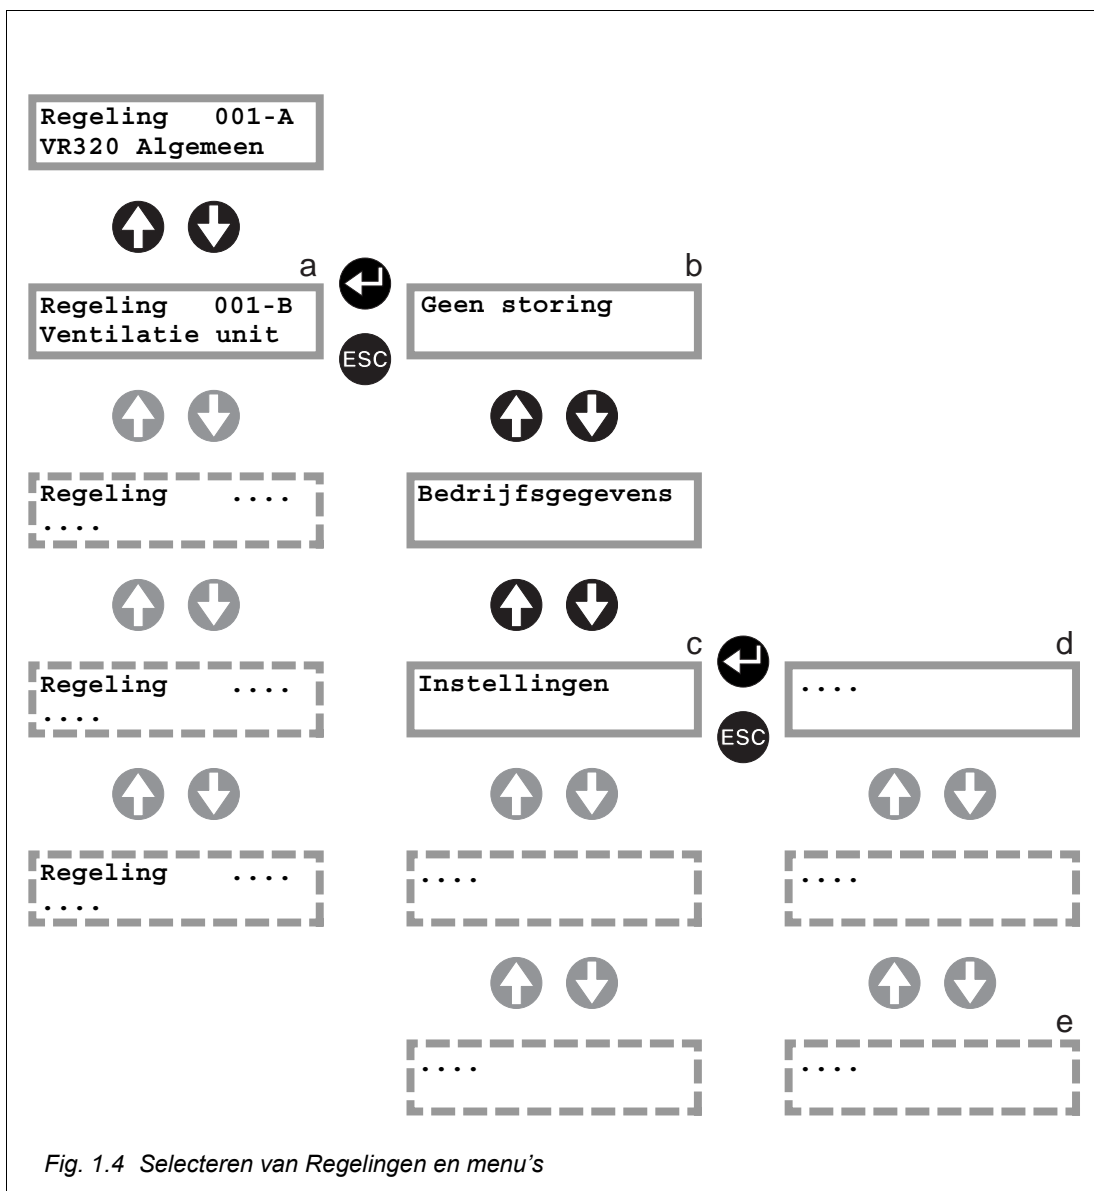 Regeling 001-A
VR320 Algemeen
a
Regeling 001-B
Ventilatie unit
ESC
b
Geen storing
Regeling ....
....
Bedrijfsgegevens
Regeling ....
....
c
Instellingen
ESC
d
....
Regeling ....
....
....
....
....
e
....
Fig. 1.4 Selecteren van Regelingen en menu's